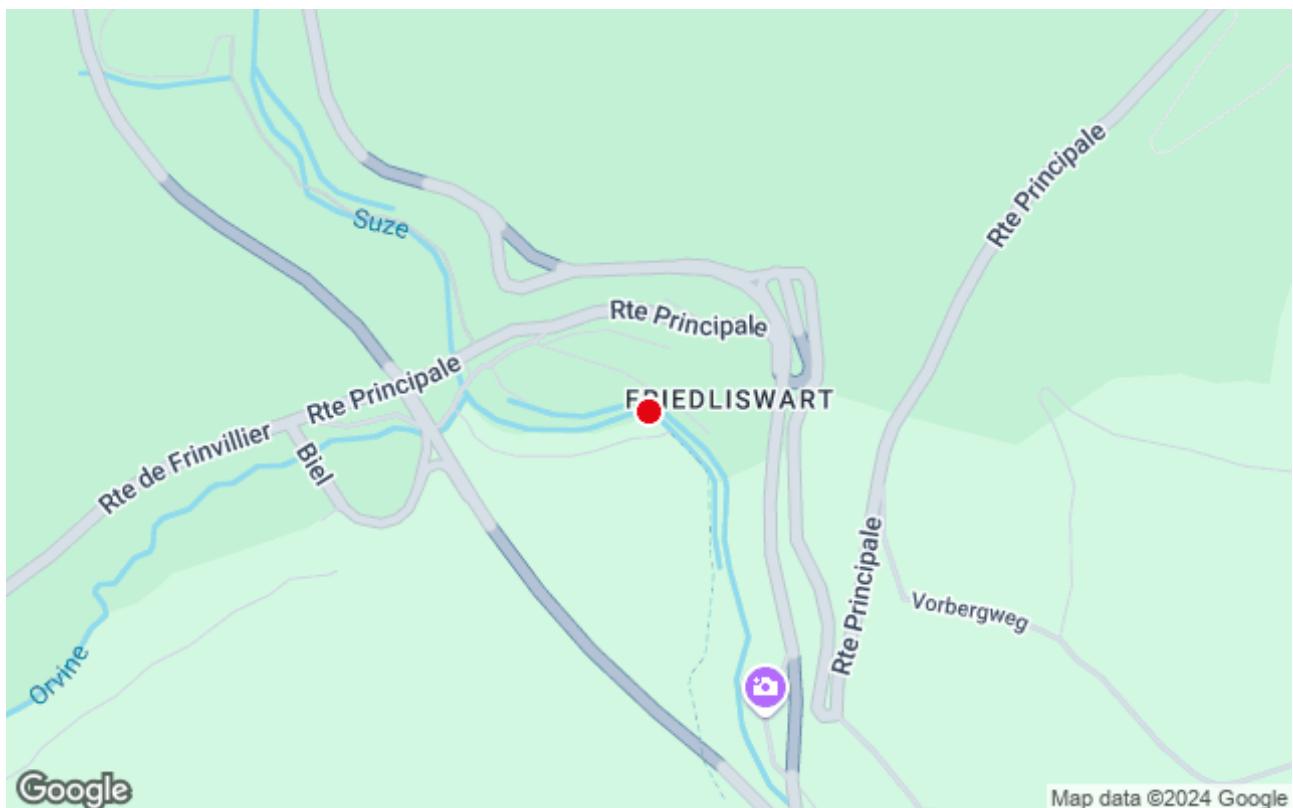 Rte Principale
Suze
Rte Principale
Rte Principale
FRIEDLISWART
Rte de Frinvillier
Biel
Rte Principale
Vorbergweg
Orvine
Google
Map data ©2024 Google